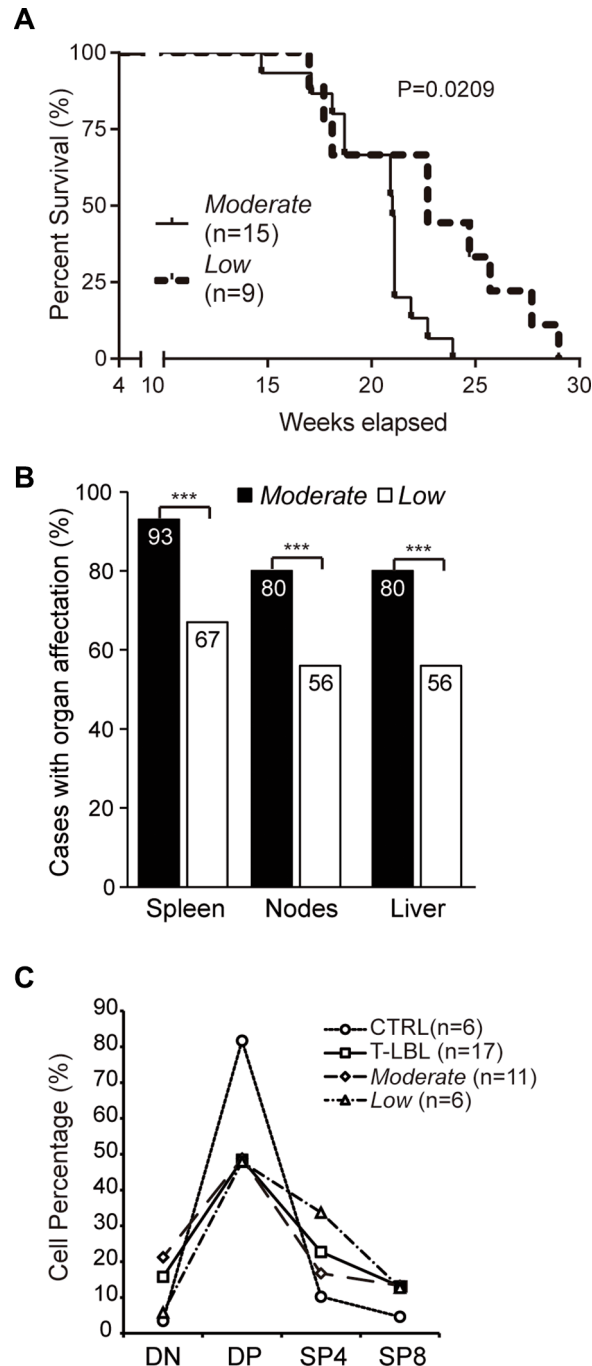 A
100
75
50
25
0
Percent Survival (%)
P=0.0209
Moderate
(n=15)
Low
(n=9)
4 10 15 20 25 30
Weeks elapsed
B
100
80
60
40
20
0
Cases with organ affectation (%)
Moderate Low
*** *** ***
93 67 80 56 80 56
Spleen Nodes Liver
C
90
80
70
60
50
40
30
20
10
0
Cell Percentage (%)
CTRL(n=6)
T-LBL (n=17)
Moderate (n=11)
Low (n=6)
DN DP SP4 SP8